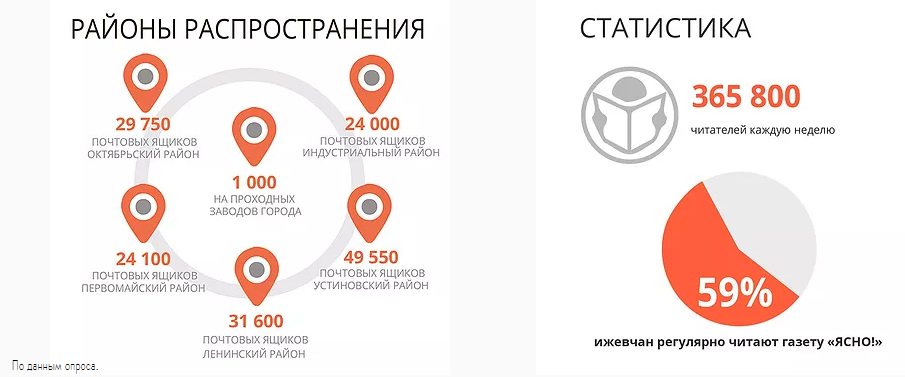 РАЙОНЫ РАСПРОСТРАНЕНИЯ
29 750
ПОЧТОВЫХ ЯЩИКОВ
ОКТЯБРЬСКИЙ РАЙОН
24 000
ПОЧТОВЫХ ЯЩИКОВ
ИНДУСТРИАЛЬНЫЙ РАЙОН
1 000
НА ПРОХОДНЫХ
ЗАВОДОВ ГОРОДА
24 100
ПОЧТОВЫХ ЯЩИКОВ
ПЕРВОМАЙСКИЙ РАЙОН
49 550
ПОЧТОВЫХ ЯЩИКОВ
УСТИНОВСКИЙ РАЙОН
31 600
ПОЧТОВЫХ ЯЩИКОВ
ЛЕНИНСКИЙ РАЙОН
По данным опроса.
СТАТИСТИКА
365 800
читателей каждую неделю
59%
ижевчан регулярно читают газету «ЯСНО!»